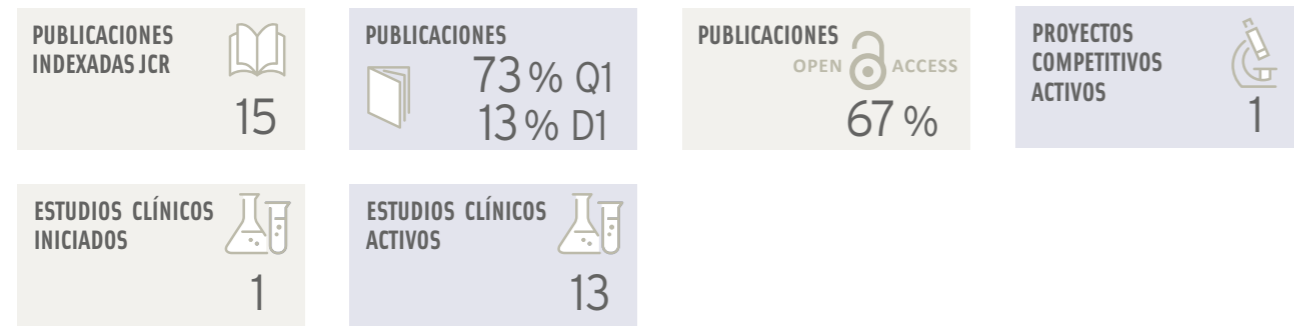 PUBLICACIONES
INDEXADAS JCR
15
PUBLICACIONES
73 % Q1
13 % D1
PUBLICACIONES
OPEN ACCESS
67 %
PROYECTOS
COMPETITIVOS
ACTIVOS
1
ESTUDIOS CLÍNICOS
INICIADOS
1
ESTUDIOS CLÍNICOS
ACTIVOS
13